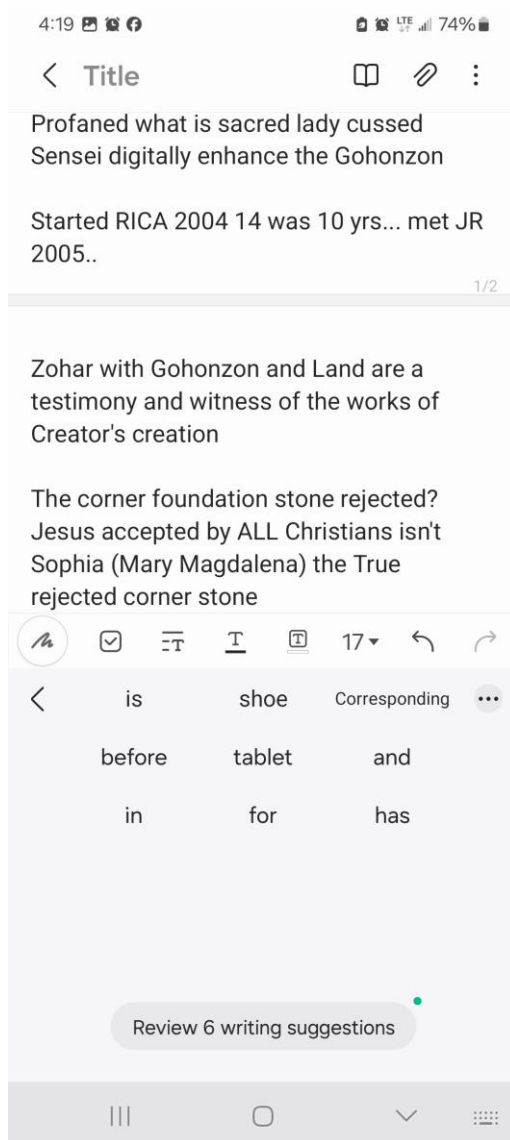 4:19 LTE 74%
Title
Profaned what is sacred lady cussed
Sensei digitally enhance the Gohonzon
Started RICA 2004 14 was 10 yrs... met JR
2005..
1/2
Zohar with Gohonzon and Land are a
testimony and witness of the works of
Creator's creation
The corner foundation stone rejected?
Jesus accepted by ALL Christians isn't
Sophia (Mary Magdalena) the True
rejected corner stone
T T T 17
is shoe Corresponding
before tablet and
in for has
Review 6 writing suggestions